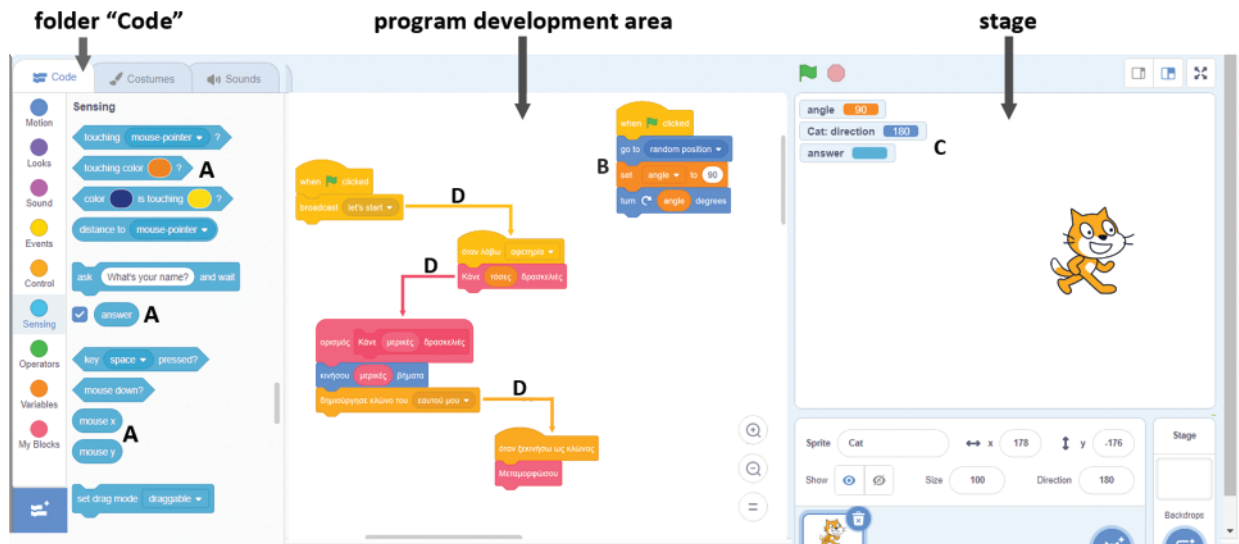 folder “Code”
program development area
stage
Code
Costumes
Sounds
Motion
Looks
Sound
Events
Control
Sensing
Operators
Variables
My Blocks
Sensing
touching mouse-pointer ?
touching color ? A
color is touching ?
distance to mouse-pointer
ask What's your name? and wait
answer A
key space pressed?
mouse down?
mouse x
A
mouse y
set drag mode draggable
when clicked
broadcast let's start
D
όταν λάβω αφετηρία
Κάνε τόσες δρασκελιές
D
ορισμός Κάνε μερικές δρασκελιές
κινήσου μερικές βήματα
δημιούργησε κλώνο του εαυτού μου
D
όταν ξεκινήσω ως κλώνος
Μεταμορφώσου
when clicked
go to random position
B set angle to 90
turn angle degrees
angle 90
Cat: direction 180
answer
C
Sprite Cat x 178 y -176
Show Size 100 Direction 180
Stage
Backdrops